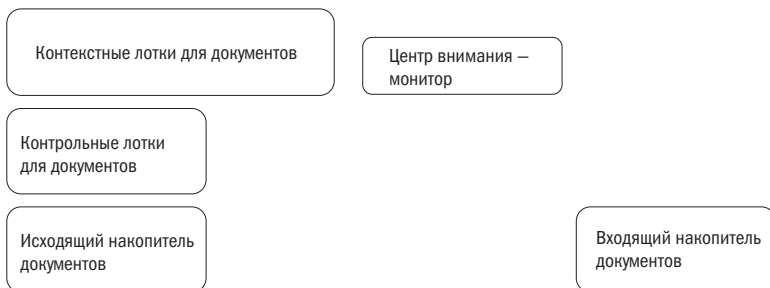 Контекстные лотки для документов
Центр внимания —
монитор
Контрольные лотки
для документов
Исходящий накопитель
документов
Входящий накопитель
документов